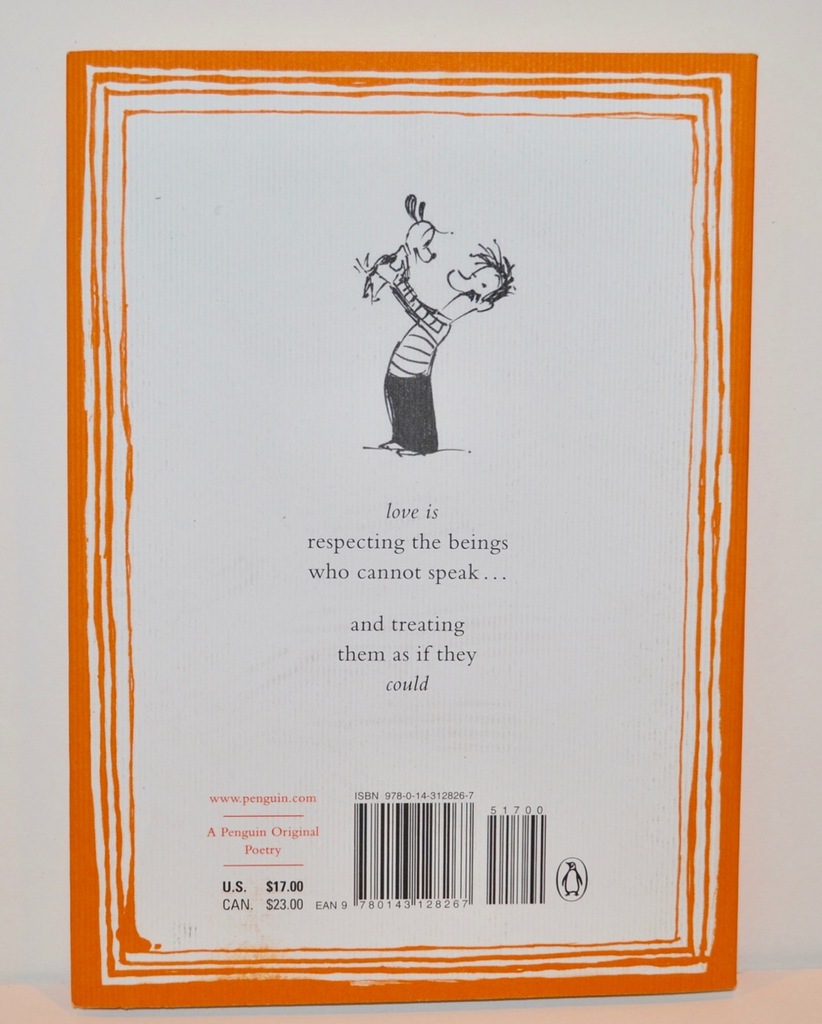 love is
respecting the beings
who cannot speak...
and treating
them as if they
could
www.penguin.com
A Penguin Original
Poetry
U.S. $17.00
CAN. $23.00
ISBN 978-0-14-312826-7
51700
EAN 9 780143 128267